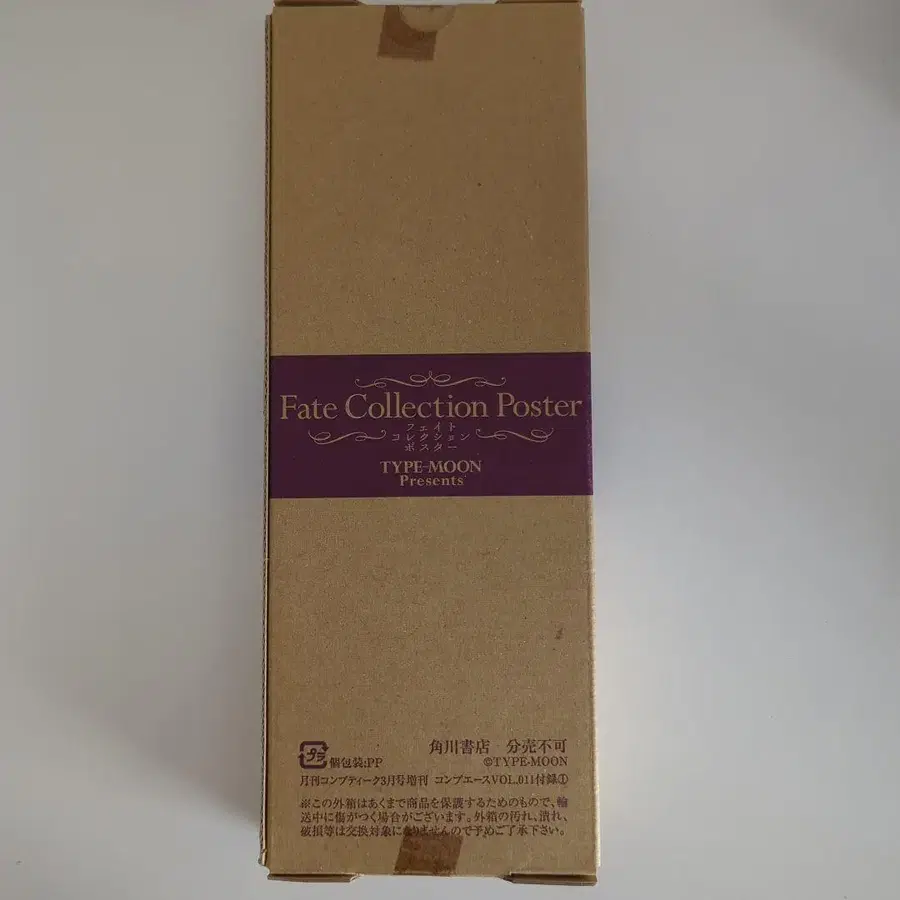 Fate Collection Poster
フェイト
コレクション
ポスター
TYPE-MOON
Presents
角川書店 分売不可
プラ 個包装:PP
©TYPE-MOON
月刊コンプティーク3月号増刊 コンプエースVOL.011付録①
※この外箱はあくまで商品を保護するためのもので、輸
送中に傷がつく場合がございます。外箱の汚れ、潰れ、
破損等は交換対象になりませんので予めご了承下さい。